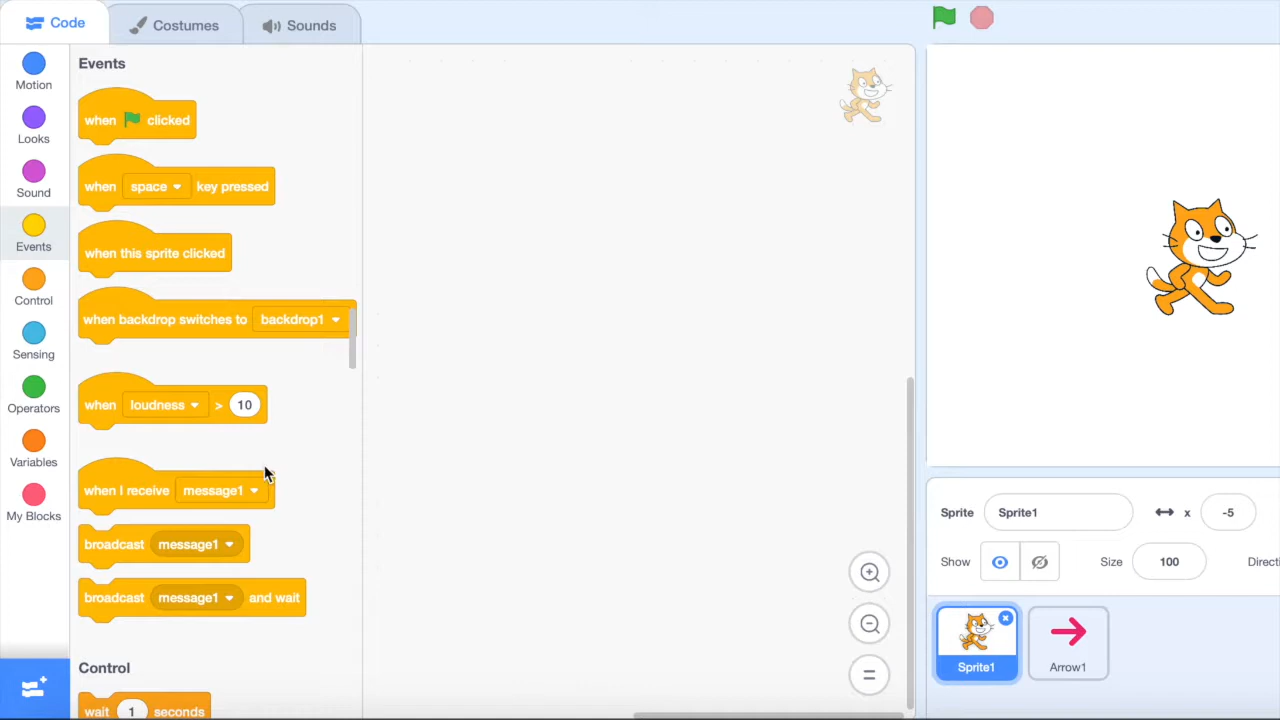 Code
Costumes
Sounds
Motion
Looks
Sound
Events
Control
Sensing
Operators
Variables
My Blocks
Events
when clicked
when space key pressed
when this sprite clicked
when backdrop switches to backdrop1
when loudness > 10
when I receive message1
broadcast message1
broadcast message1 and wait
Control
wait 1 seconds
Sprite Sprite1 x -5
Show Size 100 Directi
Sprite1
Arrow1